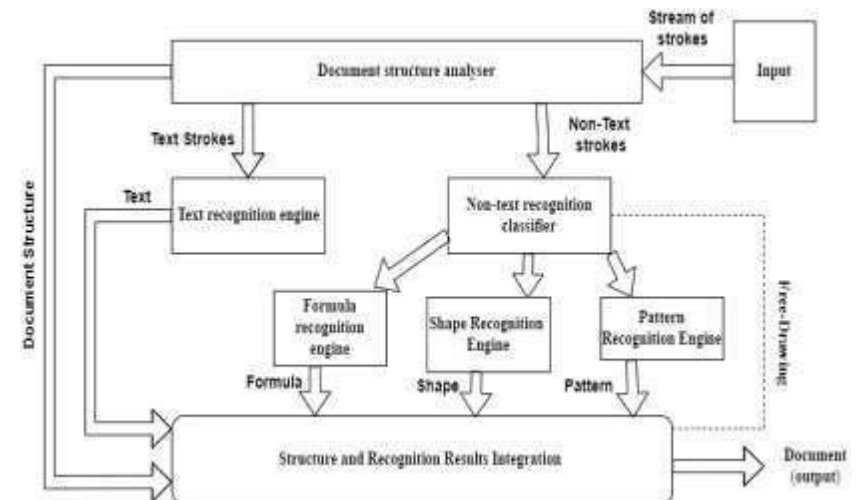 Stream of
strokes
Document structure analyser
Input
Text Strokes
Non-Text
strokes
Document Structure
Text
Text recognition engine
Non-text recognition
classifier
Free-Drawing
Formula
recognition
engine
Shape Recognition
Engine
Pattern
Recognition Engine
Formula
Shape
Pattern
Structure and Recognition Results Integration
Document
(output)